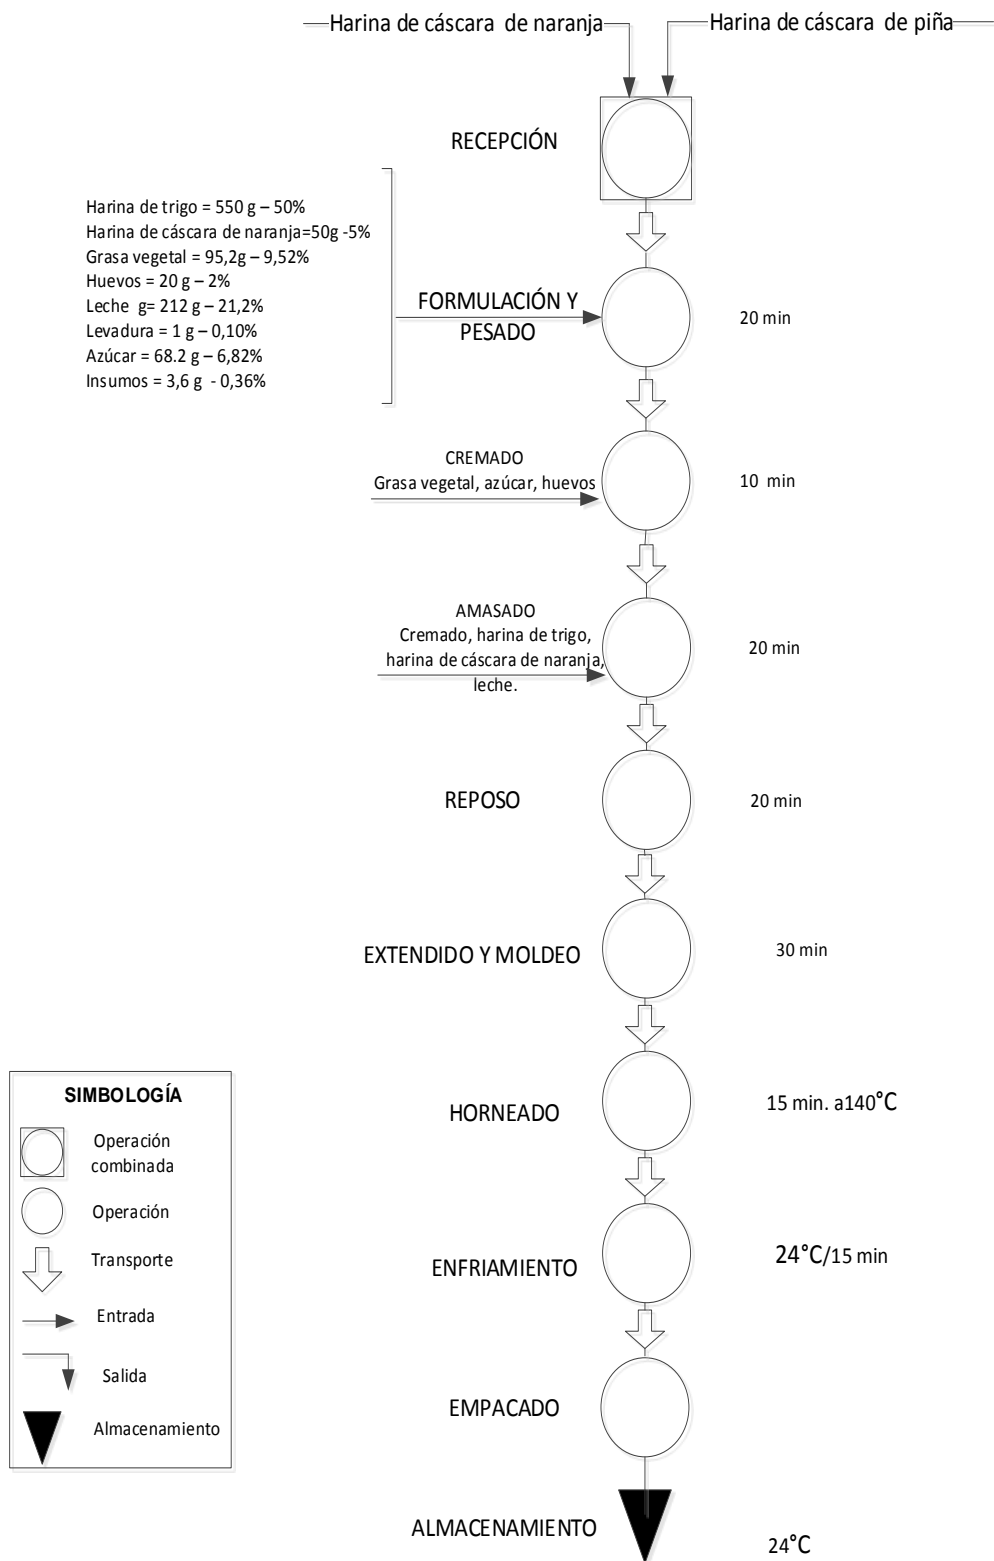 Harina de cáscara de naranja
Harina de cáscara de piña
RECEPCIÓN
Harina de trigo = 550 g – 50%
Harina de cáscara de naranja=50g -5%
Grasa vegetal = 95,2g – 9,52%
Huevos = 20 g – 2%
Leche g= 212 g – 21,2%
Levadura = 1 g – 0,10%
Azúcar = 68.2 g – 6,82%
Insumos = 3,6 g - 0,36%
FORMULACIÓN Y
PESADO
20 min
CREMADO
Grasa vegetal, azúcar, huevos
10 min
AMASADO
Cremado, harina de trigo,
harina de cáscara de naranja,
leche.
20 min
REPOSO
20 min
EXTENDIDO Y MOLDEO
30 min
HORNEADO
15 min. a140°C
ENFRIAMIENTO
24°C/15 min
EMPACADO
ALMACENAMIENTO
24°C
SIMBOLOGÍA
Operación
combinada
Operación
Transporte
Entrada
Salida
Almacenamiento